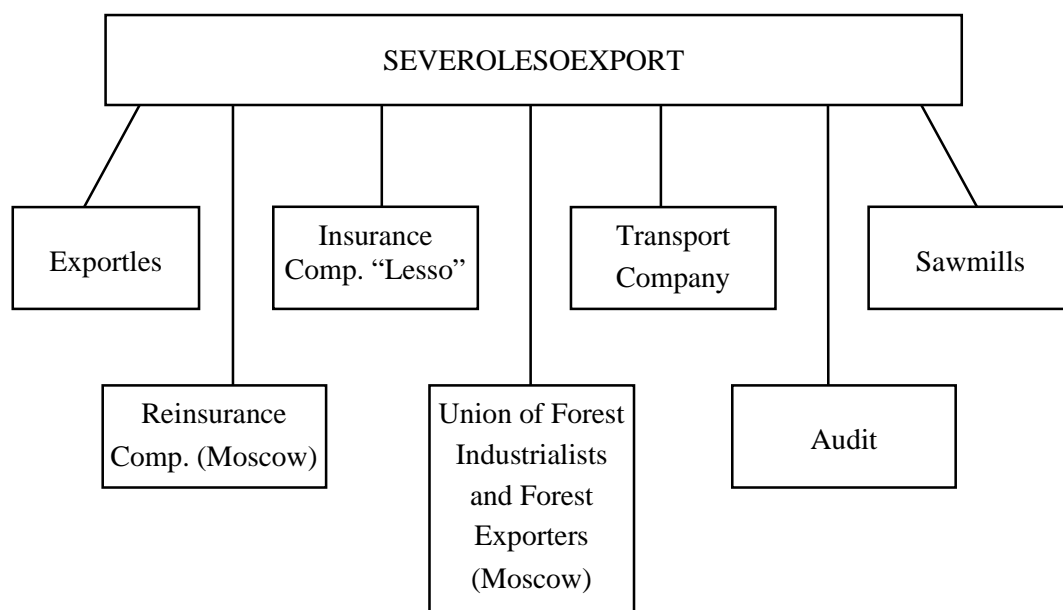 SEVEROLESOEXPORT
Exportles
Insurance
Comp. “Lesso”
Transport
Company
Sawmills
Reinsurance
Comp. (Moscow)
Union of Forest
Industrialists
and Forest
Exporters
(Moscow)
Audit